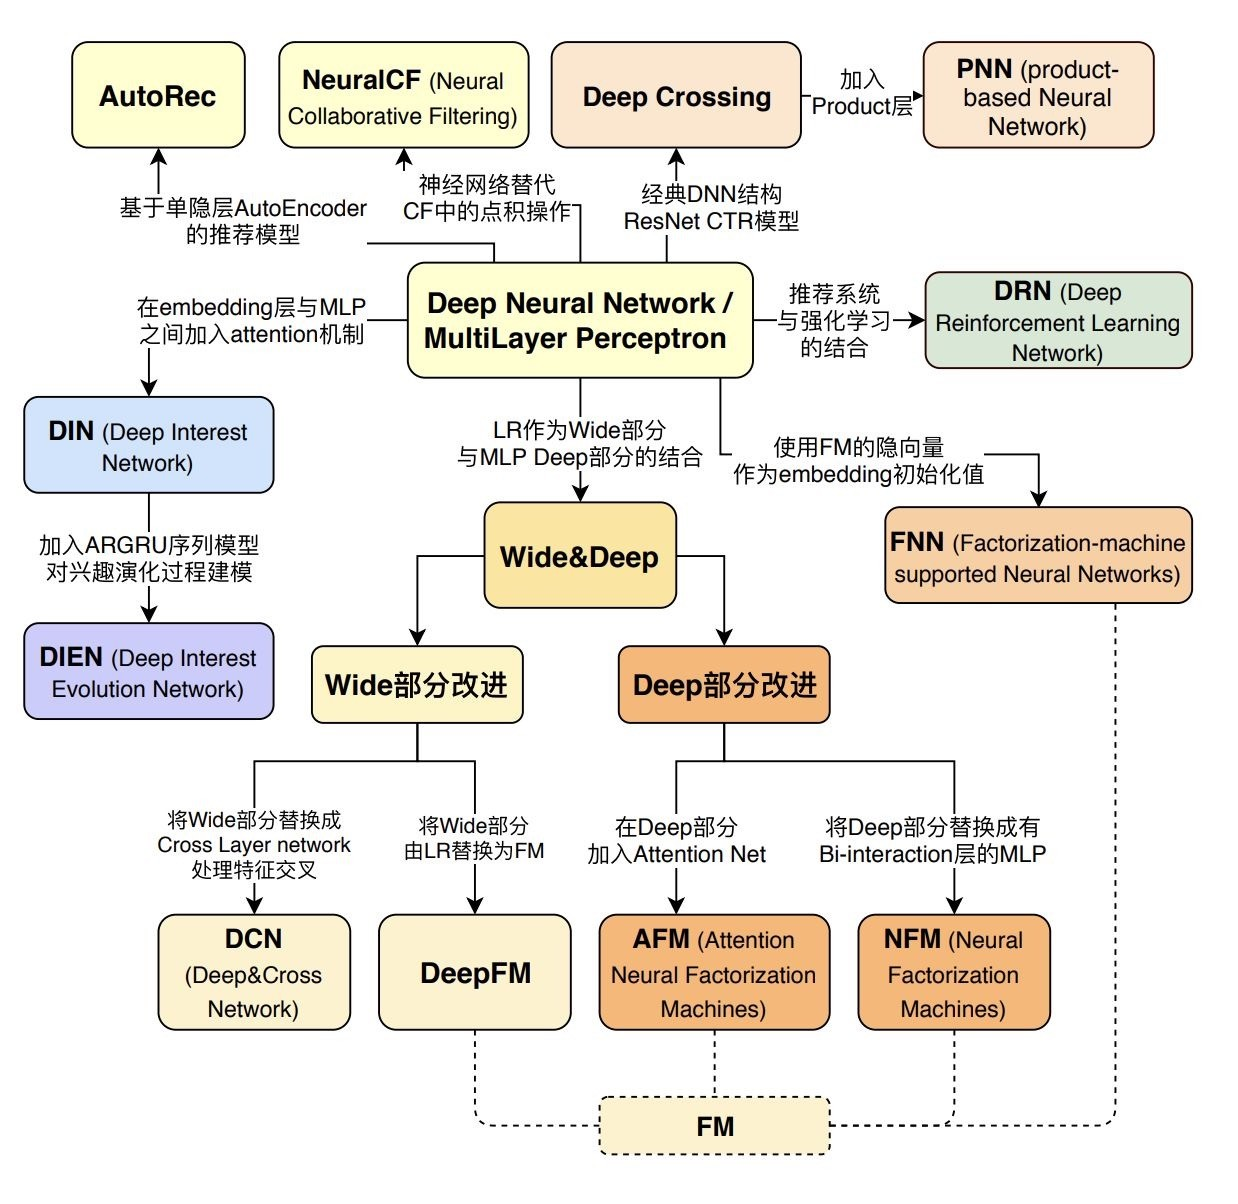 AutoRec
NeuralCF (Neural
Collaborative Filtering)
Deep Crossing
加入
Product层
PNN (product-
based Neural
Network)
基于单隐层AutoEncoder
的推荐模型
神经网络替代
CF中的点积操作
经典DNN结构
ResNet CTR模型
Deep Neural Network /
MultiLayer Perceptron
推荐系统
与强化学习
的结合
DRN (Deep
Reinforcement Learning
Network)
在embedding层与MLP
之间加入attention机制
DIN (Deep Interest
Network)
LR作为Wide部分
与MLP Deep部分的结合
使用FM的隐向量
作为embedding初始化值
Wide&Deep
FNN (Factorization-machine
supported Neural Networks)
加入ARGRU序列模型
对兴趣演化过程建模
DIEN (Deep Interest
Evolution Network)
Wide部分改进
Deep部分改进
将Wide部分替换成
Cross Layer network
处理特征交叉
将Wide部分
由LR替换为FM
在Deep部分
加入Attention Net
将Deep部分替换成有
Bi-interaction层的MLP
DCN
(Deep&Cross
Network)
DeepFM
AFM (Attention
Neural Factorization
Machines)
NFM (Neural
Factorization
Machines)
FM